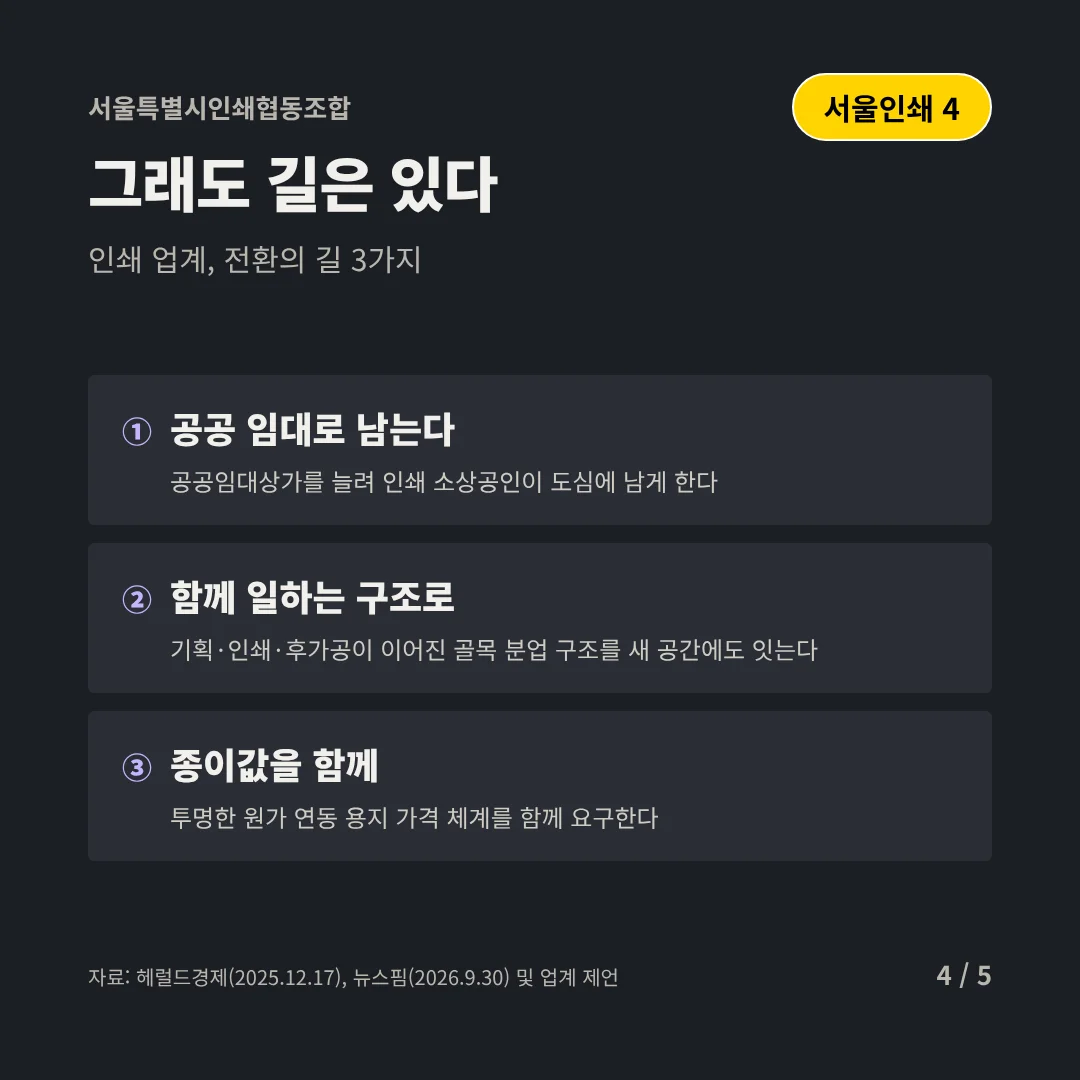 서울특별시인쇄협동조합
서울인쇄 4
그래도 길은 있다
인쇄 업계, 전환의 길 3가지
① 공공 임대로 남는다
공공임대상가를 늘려 인쇄 소상공인이 도심에 남게 한다
② 함께 일하는 구조로
기획·인쇄·후가공이 이어진 골목 분업 구조를 새 공간에도 잇는다
③ 종이값을 함께
투명한 원가 연동 용지 가격 체계를 함께 요구한다
자료: 헤럴드경제(2025.12.17), 뉴스핌(2026.9.30) 및 업계 제언
4 / 5